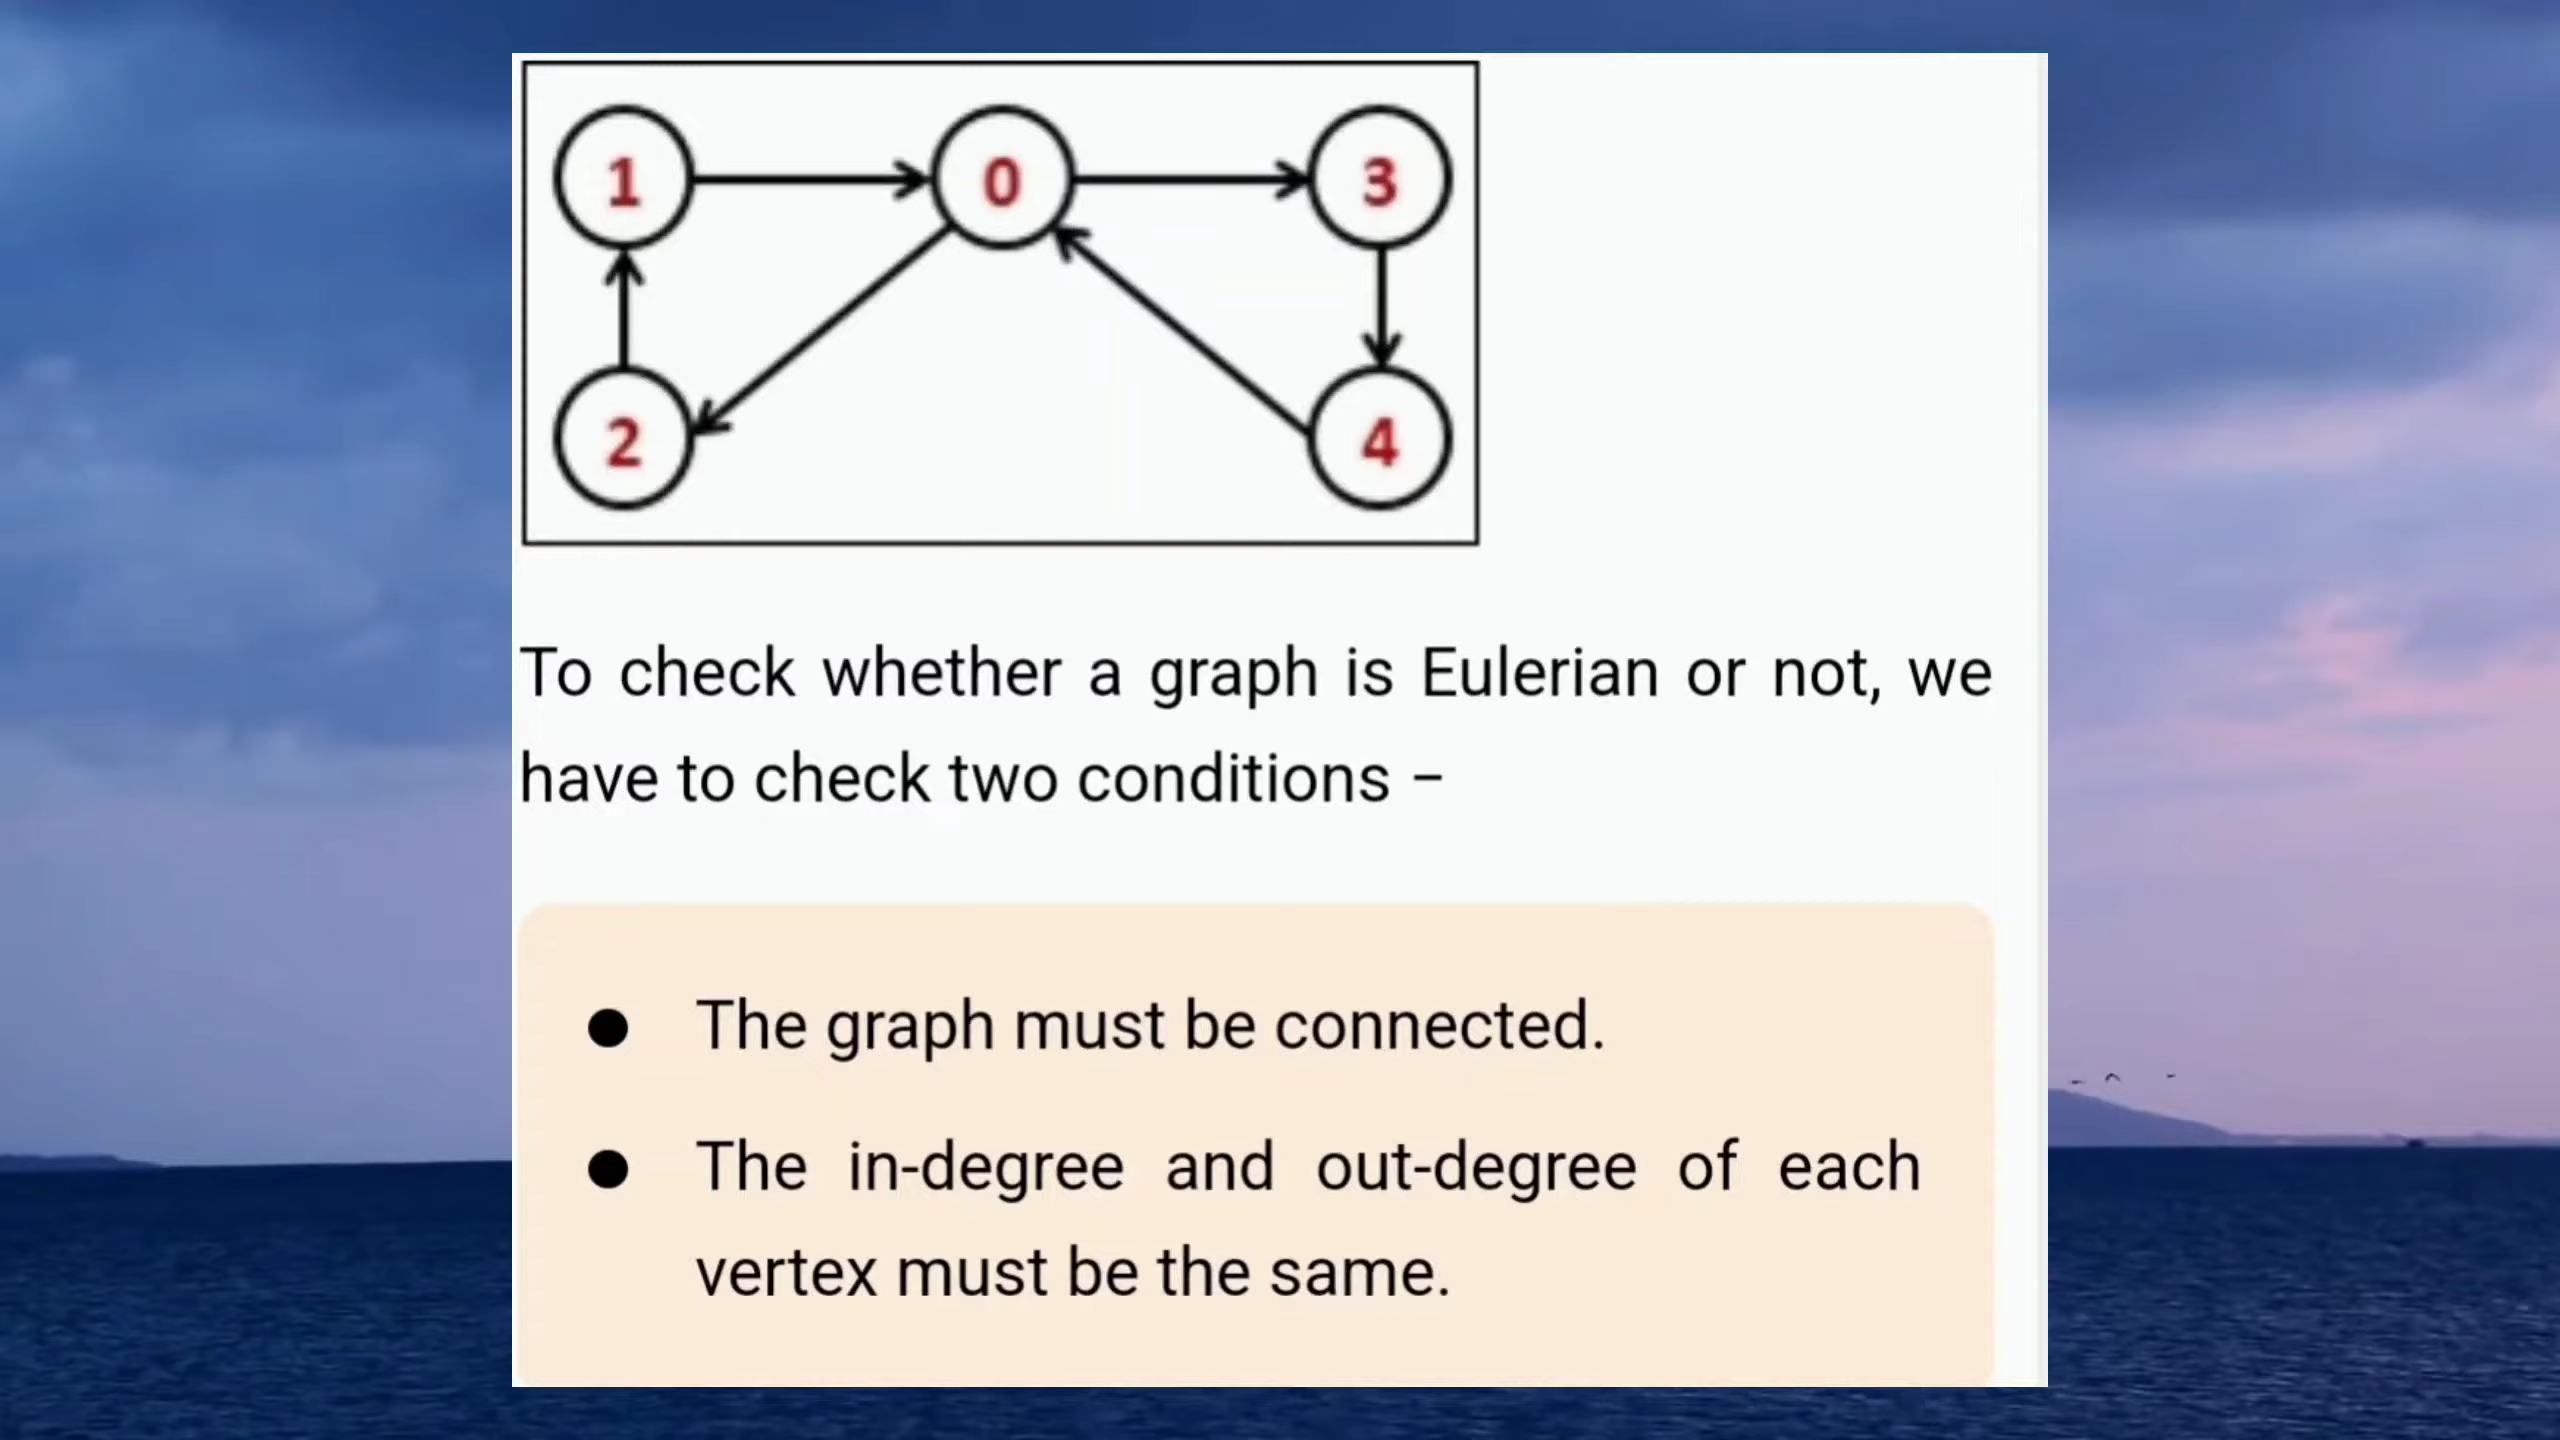 1 0 3
2 4
To check whether a graph is Eulerian or not, we
have to check two conditions –
● The graph must be connected.
● The in-degree and out-degree of each
vertex must be the same.